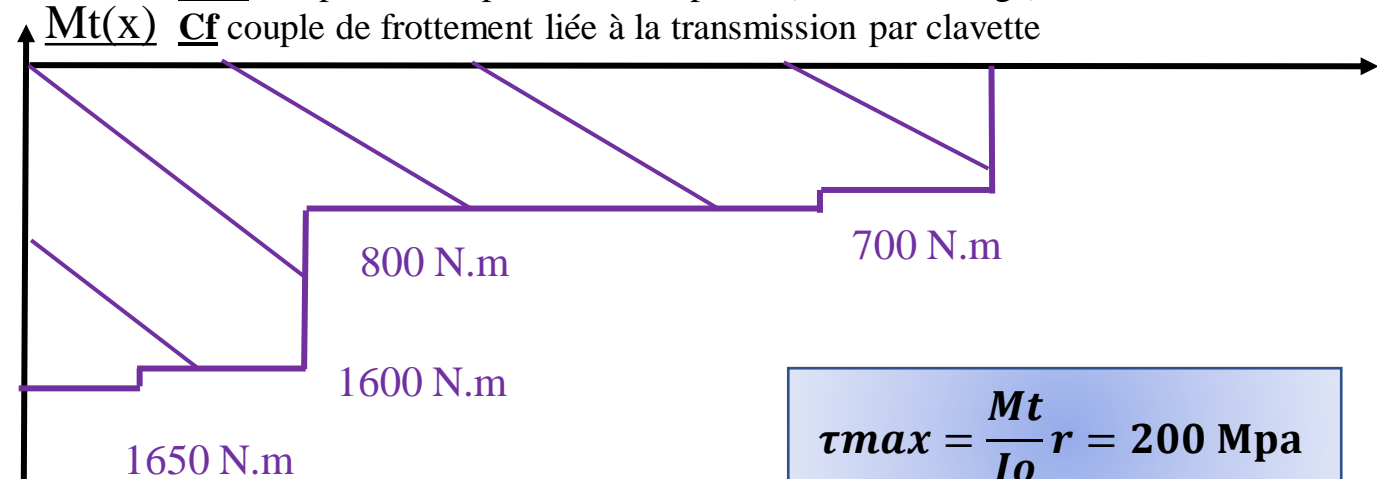 Mt(x) Cf couple de frottement liée à la transmission par clavette
800 N.m
700 N.m
1600 N.m
1650 N.m
τmax = Mt/Io r = 200 Mpa